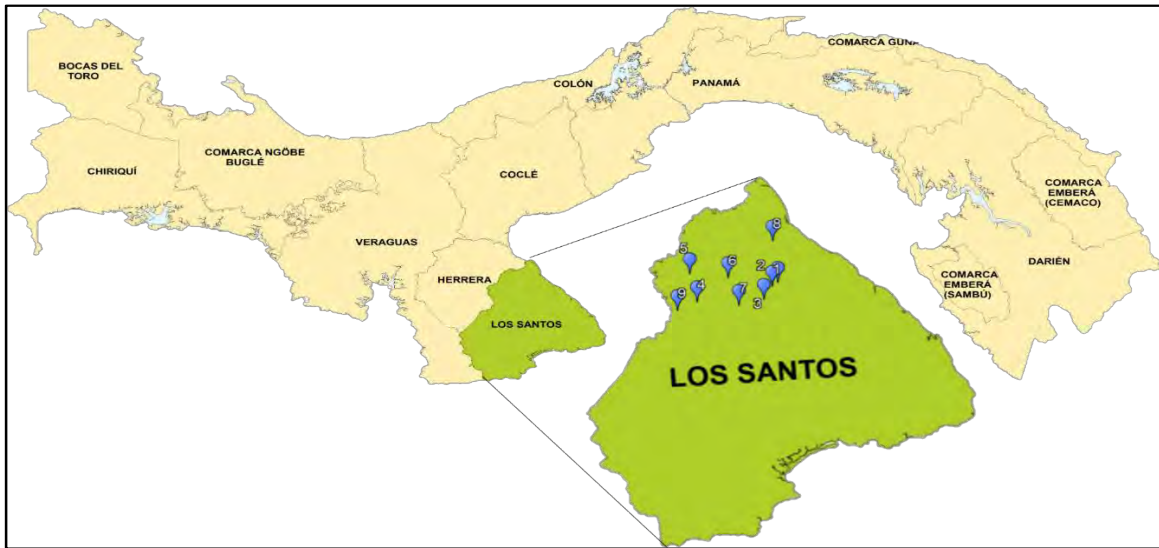 BOCAS DEL
TORO
CHIRIQUÍ
COMARCA NGÖBE
BUGLÉ
VERAGUAS
HERRERA
LOS SANTOS
COCLÉ
COLÓN
PANAMÁ
COMARCA GUNA
COMARCA
EMBERÁ
(CEMACO)
DARIÉN
COMARCA
EMBERÁ
(SAMBÚ)
8
5
6
2
1
9
4
7
3
LOS SANTOS